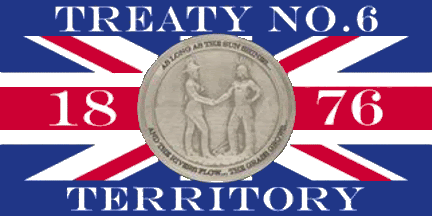 TREATY NO.6
AS LONG AS THE SUN SHINES...
18 76
AND THE RIVERS FLOW... THE GRASS GROWS
TERRITORY